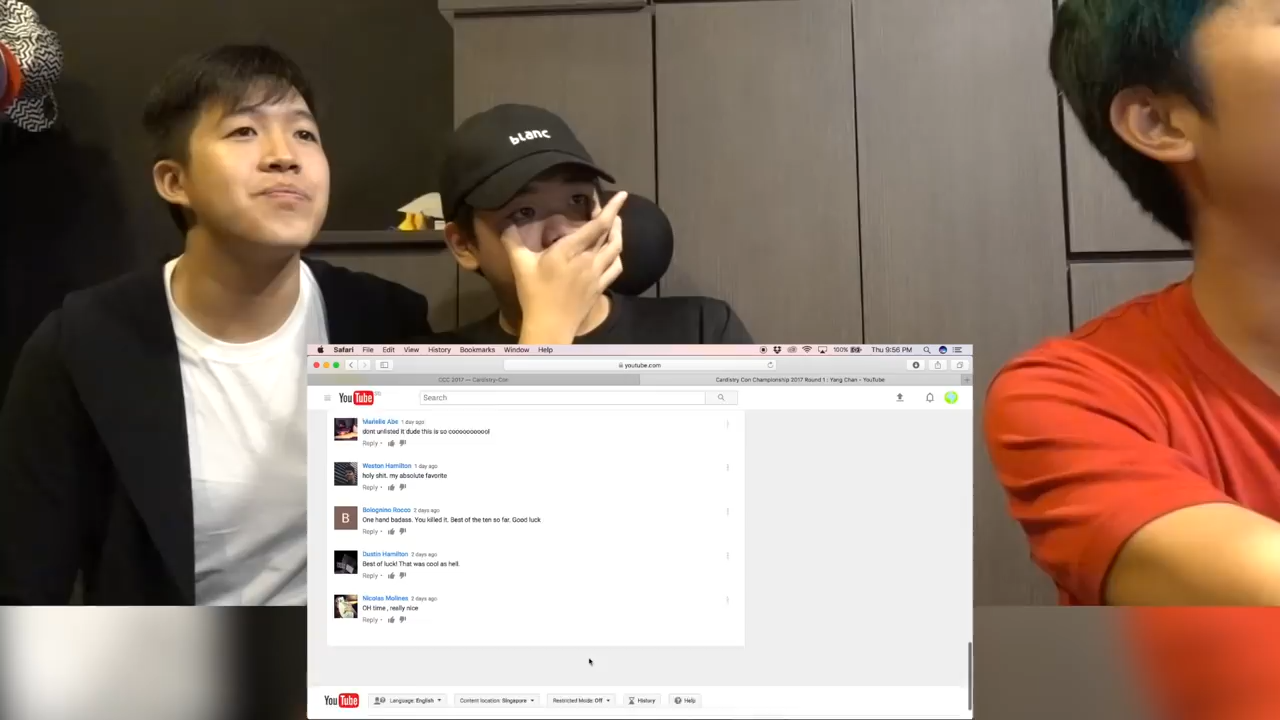 blanc
Safari File Edit View History Bookmarks Window Help 100% Thu 9:56 PM
youtube.com
CCC 2017 — Cardistry-Con
Cardistry Con Championship 2017 Round 1 : Yang Chan - YouTube
YouTube Search
Marielle Abe 1 day ago
dont unlisted it dude this is so coooooooool
Reply •
Weston Hamilton 1 day ago
holy shit. my absolute favorite
Reply •
B
Bolognino Rocco 2 days ago
One hand badass. You killed it. Best of the ten so far. Good luck
Reply •
Dustin Hamilton 2 days ago
Best of luck! That was cool as hell.
Reply •
Nicolas Molines 2 days ago
OH time , really nice
Reply •
YouTube Language: English Content location: Singapore Restricted Mode: Off History Help